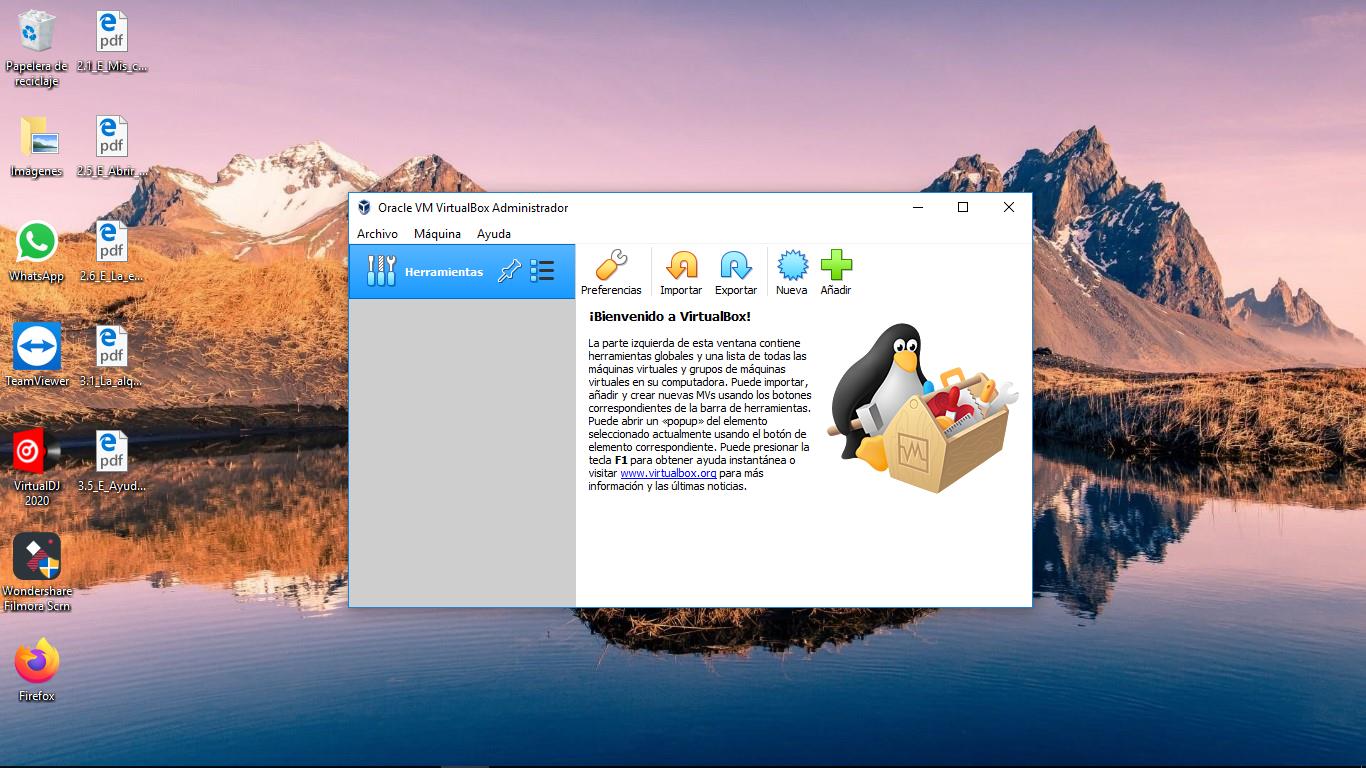 Papelera de
reciclaje
2.1_E_Mis_c...
Imágenes
2.5_E_Abrir_...
WhatsApp
2.6_E_La_e...
TeamViewer
3.1_La_alq...
VirtualDJ
2020
3.5_E_Ayud...
Wondershare
Filmora Scrn
Firefox
pdf
pdf
pdf
pdf
pdf
Oracle VM VirtualBox Administrador
Archivo Máquina Ayuda
Herramientas
Preferencias Importar Exportar Nueva Añadir
¡Bienvenido a VirtualBox!
La parte izquierda de esta ventana contiene
herramientas globales y una lista de todas las
máquinas virtuales y grupos de máquinas
virtuales en su computadora. Puede importar,
añadir y crear nuevas MVs usando los botones
correspondientes de la barra de herramientas.
Puede abrir un «popup» del elemento
seleccionado actualmente usando el botón de
elemento correspondiente. Puede presionar la
tecla F1 para obtener ayuda instantánea o
visitar www.virtualbox.org para más
información y las últimas noticias.